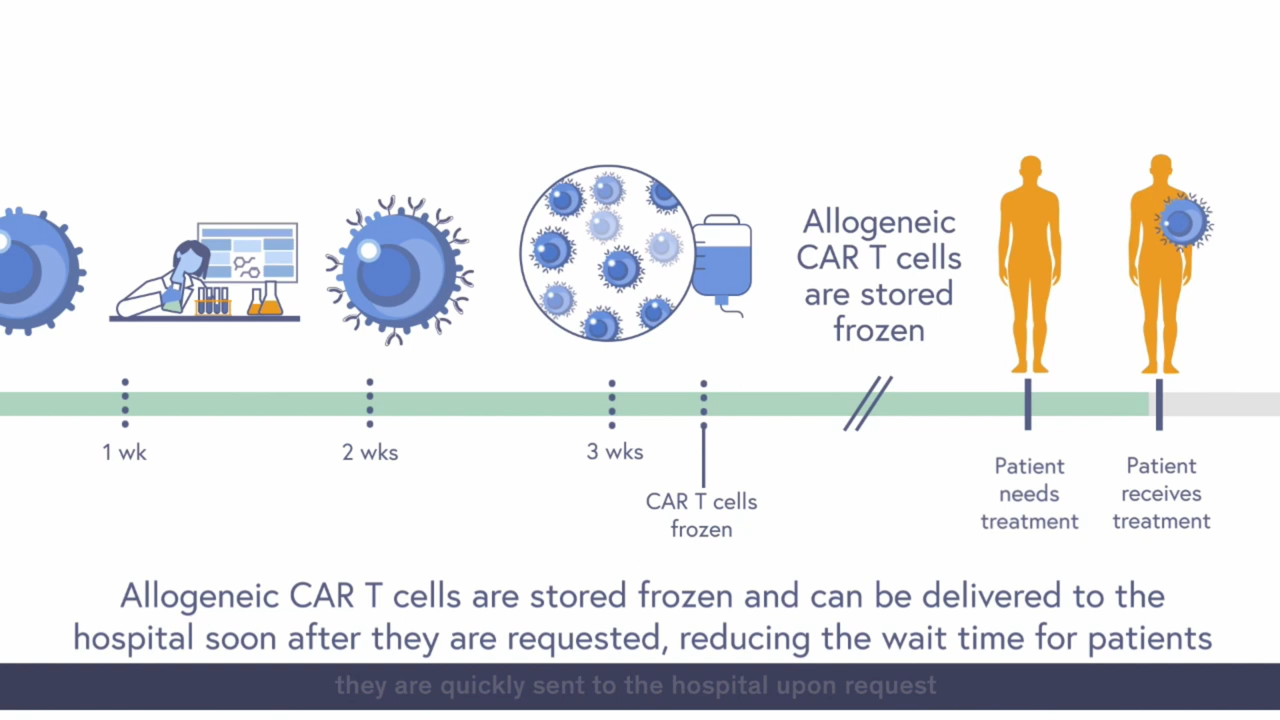 Allogeneic
CAR T cells
are stored
frozen
1 wk
2 wks
3 wks
CAR T cells
frozen
Patient
needs
treatment
Patient
receives
treatment
Allogeneic CAR T cells are stored frozen and can be delivered to the
hospital soon after they are requested, reducing the wait time for patients
they are quickly sent to the hospital upon request